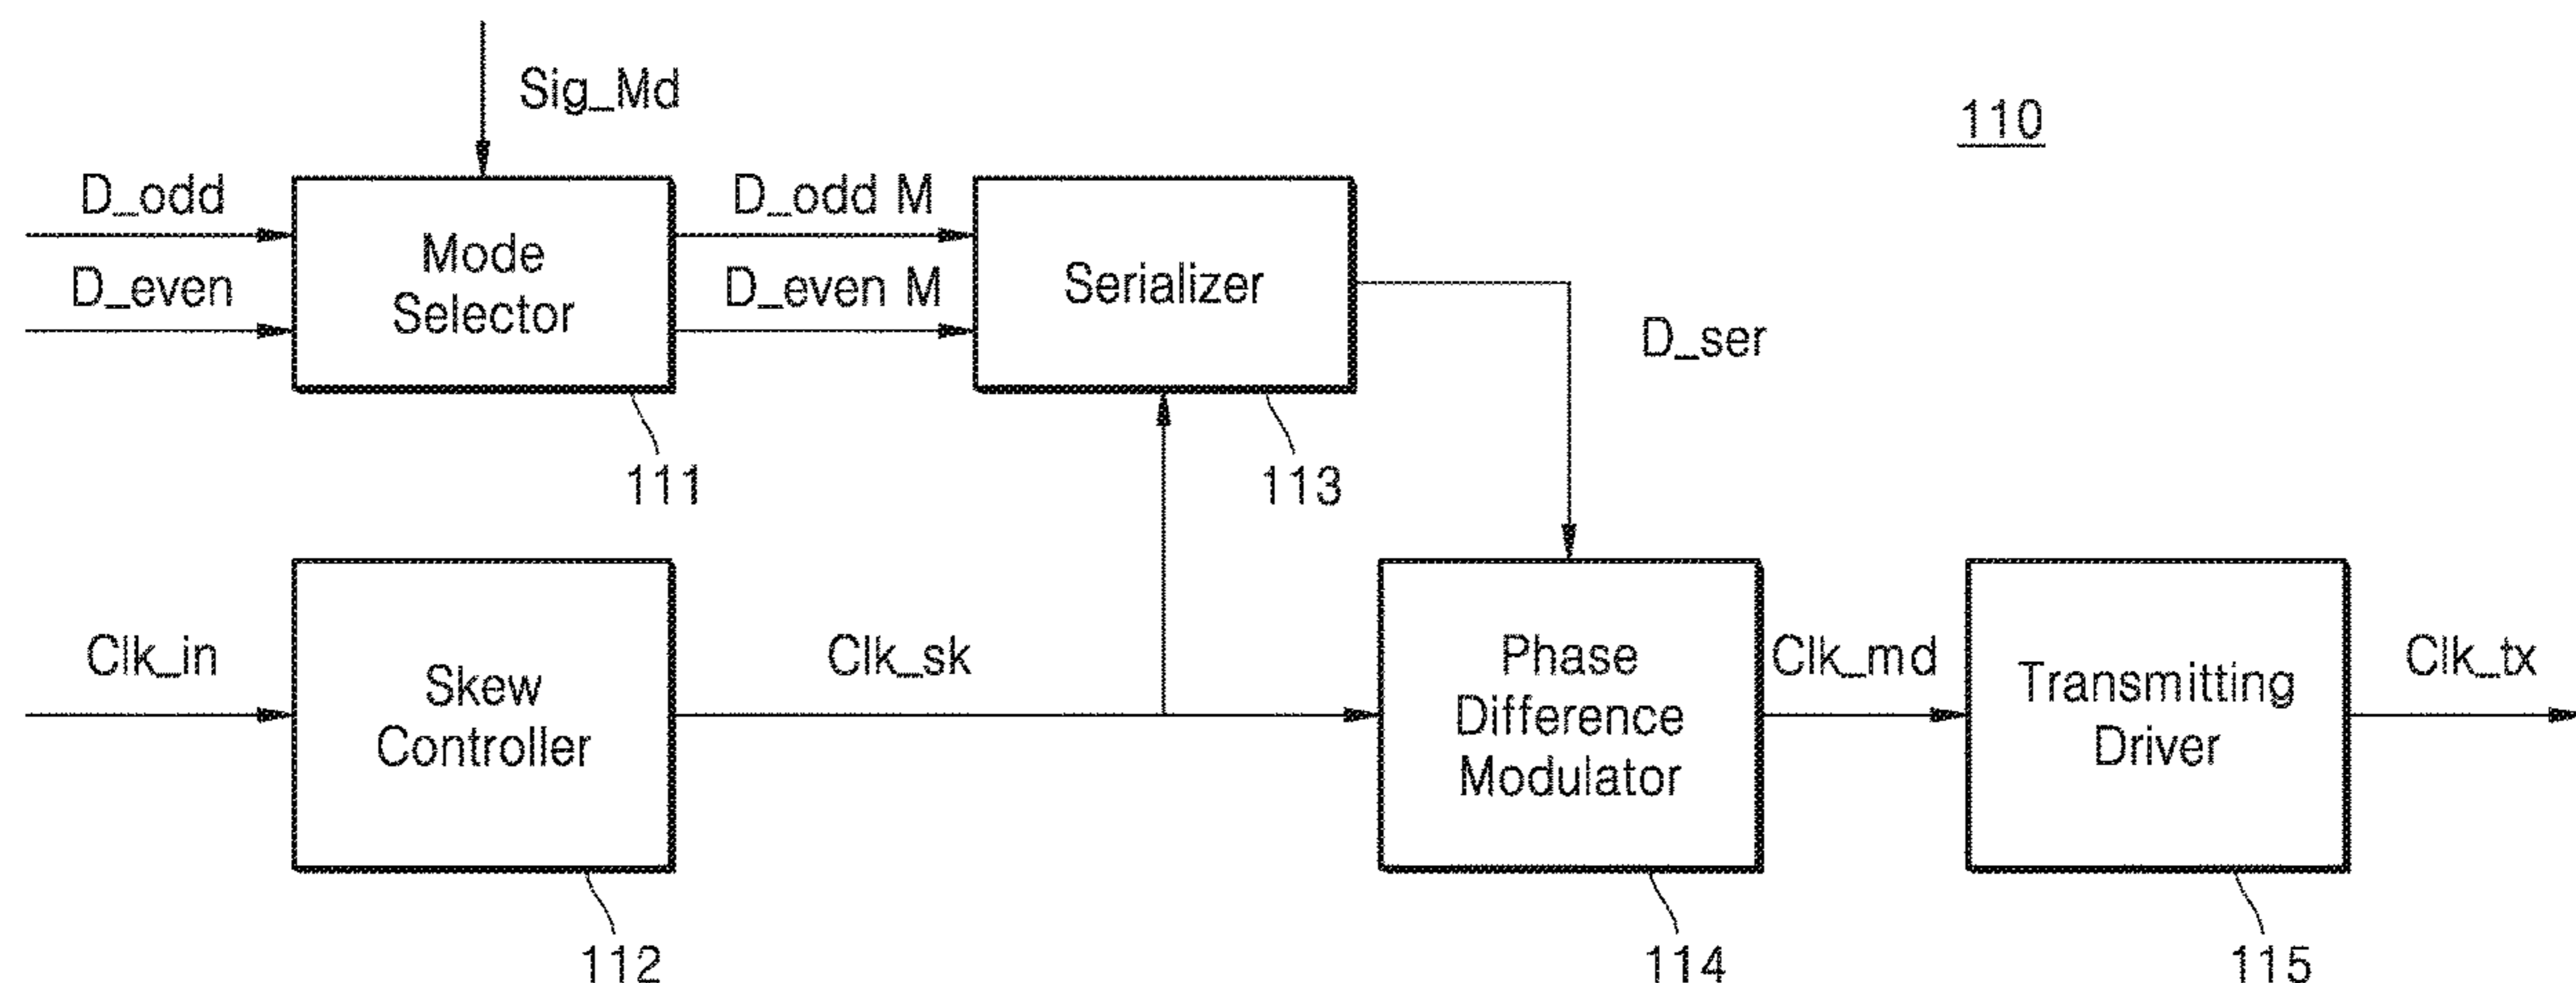 Sig_Md
110
D_odd
D_odd M
Mode
Selector
D_even
D_even M
Serializer
D_ser
111
113
Clk_in
Skew
Controller
Clk_sk
Phase
Difference
Modulator
Clk_md
Transmitting
Driver
Clk_tx
112
114
115